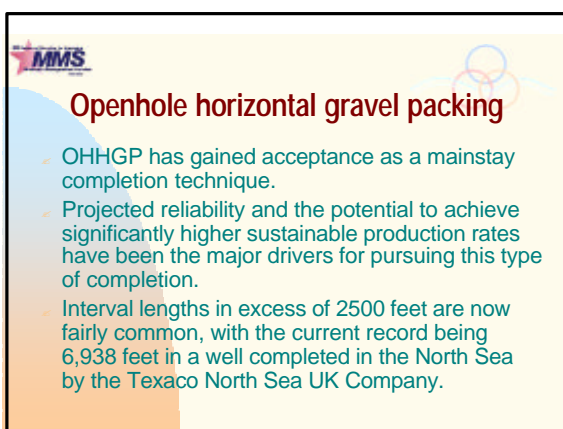 MMS
Openhole horizontal gravel packing
OHHGP has gained acceptance as a mainstay
completion technique.
Projected reliability and the potential to achieve
significantly higher sustainable production rates
have been the major drivers for pursuing this type
of completion.
Interval lengths in excess of 2500 feet are now
fairly common, with the current record being
6,938 feet in a well completed in the North Sea
by the Texaco North Sea UK Company.